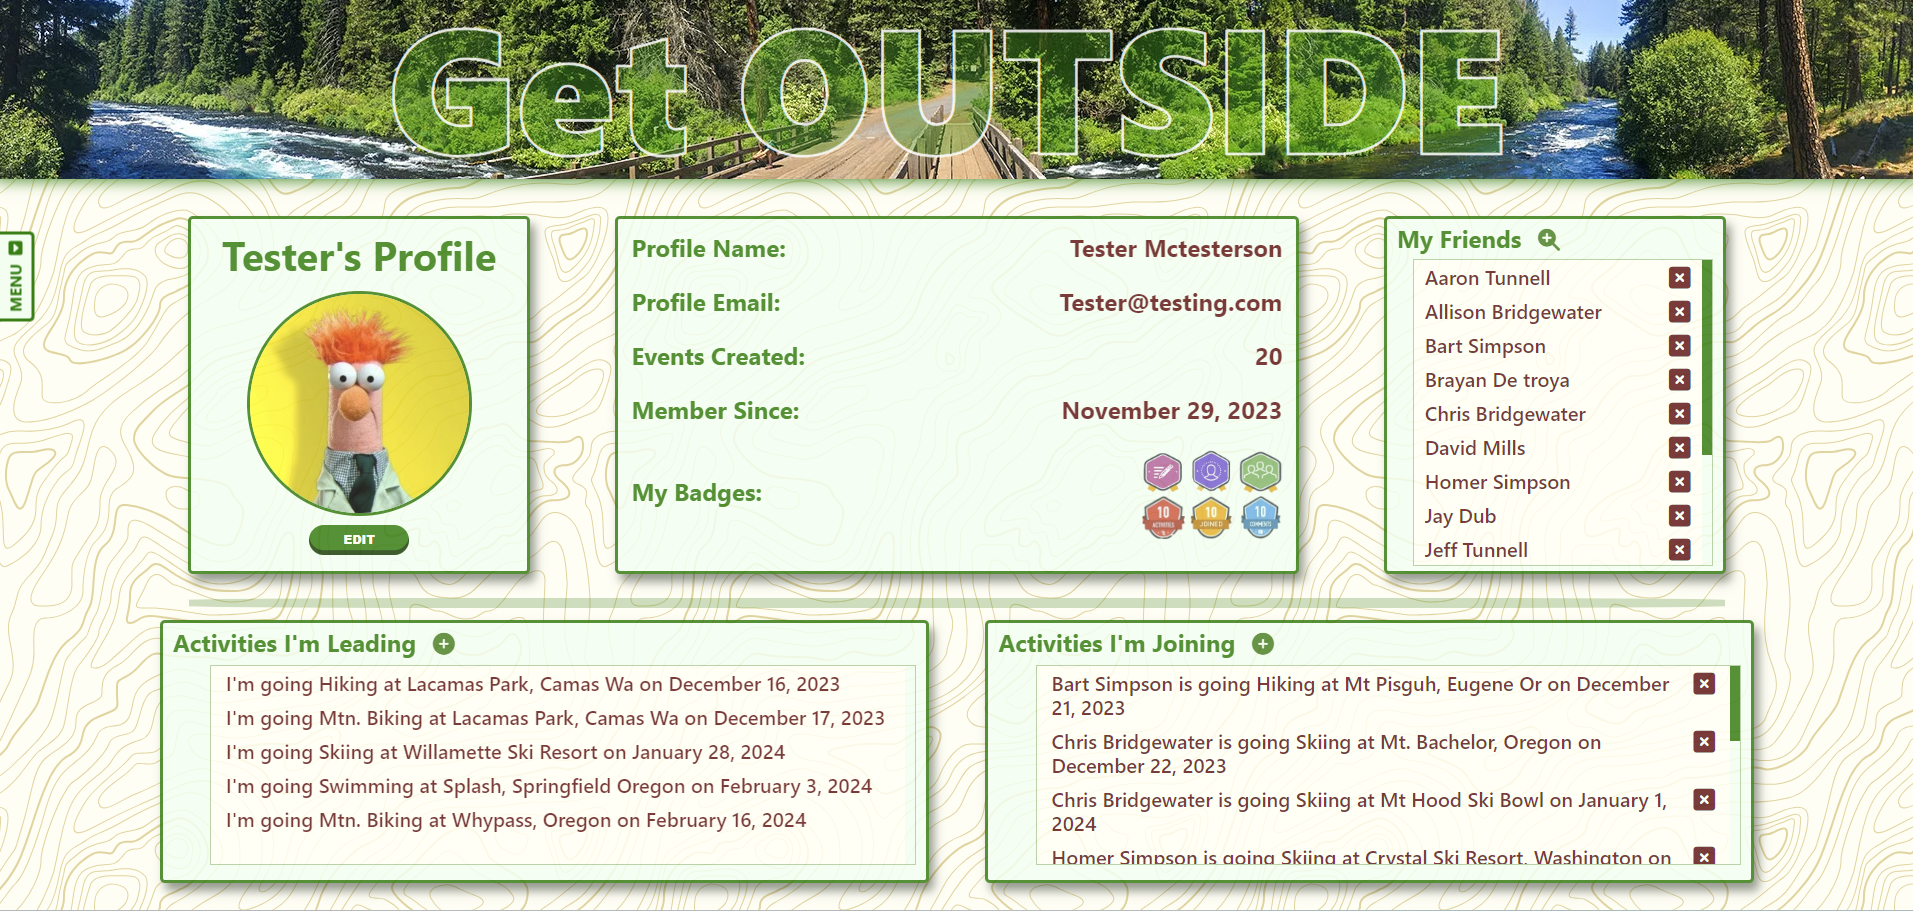 Get OUTSIDE
MENU
Tester's Profile
EDIT
Profile Name: Tester Mctesterson
Profile Email: Tester@testing.com
Events Created: 20
Member Since: November 29, 2023
My Badges:
10 ACTIVITIES
10 JOINED
10 COMMENTS
My Friends
Aaron Tunnell
Allison Bridgewater
Bart Simpson
Brayan De troya
Chris Bridgewater
David Mills
Homer Simpson
Jay Dub
Jeff Tunnell
Activities I'm Leading
I'm going Hiking at Lacamas Park, Camas Wa on December 16, 2023
I'm going Mtn. Biking at Lacamas Park, Camas Wa on December 17, 2023
I'm going Skiing at Willamette Ski Resort on January 28, 2024
I'm going Swimming at Splash, Springfield Oregon on February 3, 2024
I'm going Mtn. Biking at Whypass, Oregon on February 16, 2024
Activities I'm Joining
Bart Simpson is going Hiking at Mt Pisguh, Eugene Or on December
21, 2023
Chris Bridgewater is going Skiing at Mt. Bachelor, Oregon on
December 22, 2023
Chris Bridgewater is going Skiing at Mt Hood Ski Bowl on January 1,
2024
Homer Simpson is going Skiing at Crystal Ski Resort, Washington on